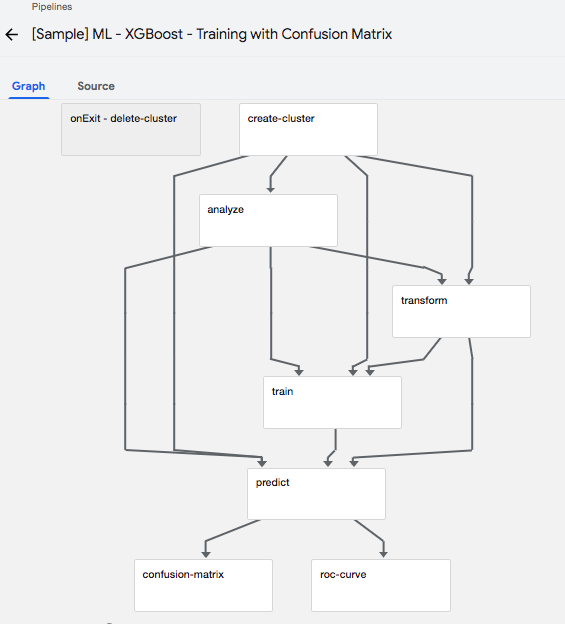 Pipelines
[Sample] ML - XGBoost - Training with Confusion Matrix
Graph Source
onExit - delete-cluster
create-cluster
analyze
transform
train
predict
confusion-matrix
roc-curve